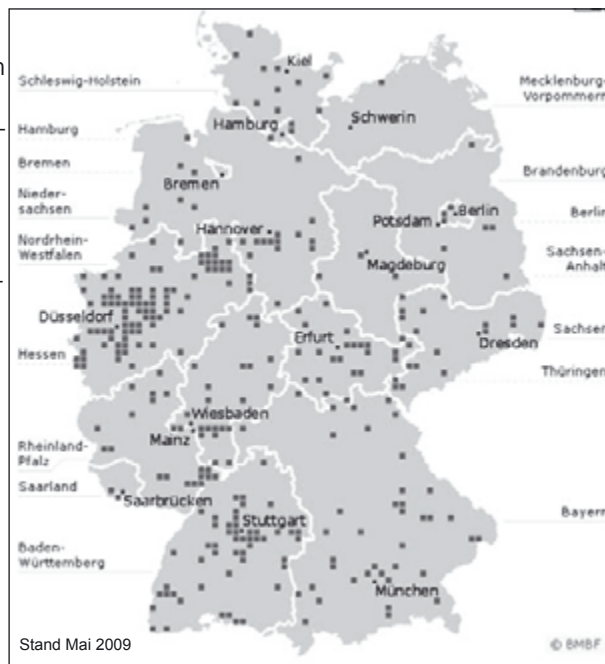 n
Kiel
Schleswig-Holstein
Mecklenburg-
Vorpommern
Hamburg
Schwerin
Hamburg
Bremen
Bremen
Brandenburg
Nieder-
sachsen
Hannover
Potsdam
Berlin
Berlin
Nordrhein-
Westfalen
Magdeburg
Sachsen-
Anhalt
Düsseldorf
Erfurt
Dresden
Sachsen
Hessen
Thüringen
Wiesbaden
Mainz
Rheinland-
Pfalz
Saarland
Saarbrücken
Stuttgart
Bayern
Baden-
Württemberg
München
Stand Mai 2009
© BMBF